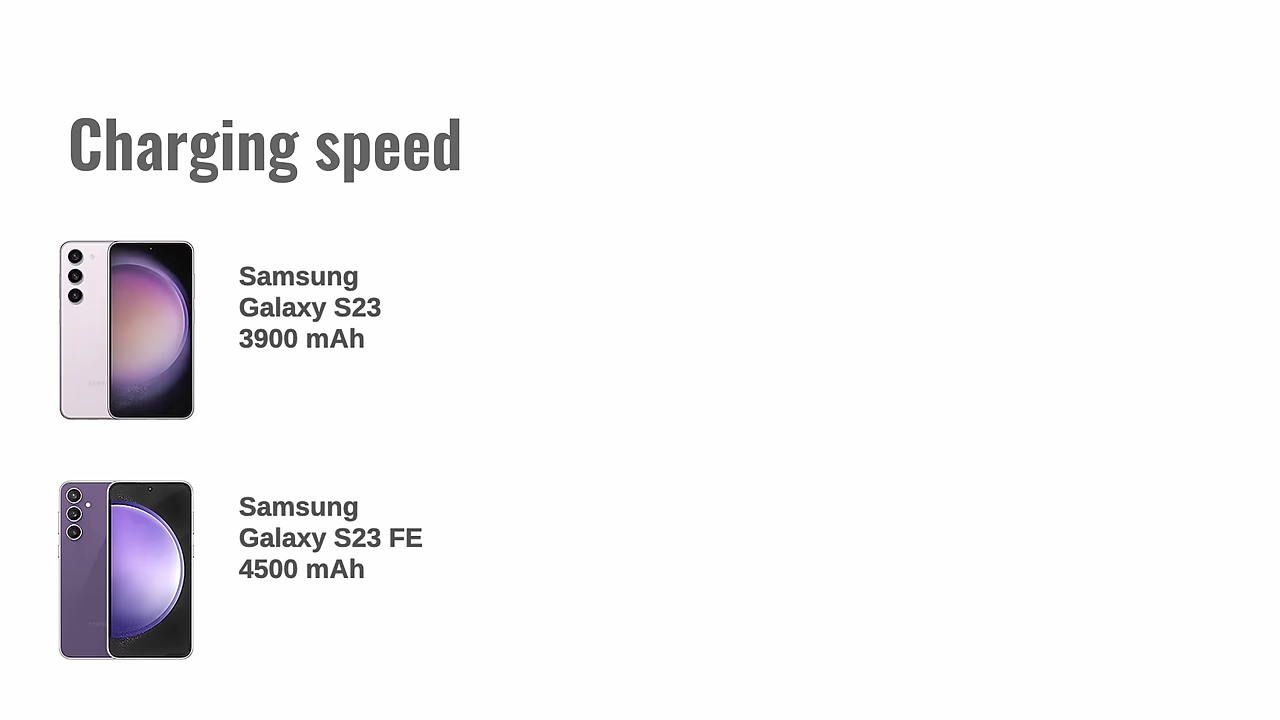 Charging speed
Samsung
Galaxy S23
3900 mAh
Samsung
Galaxy S23 FE
4500 mAh